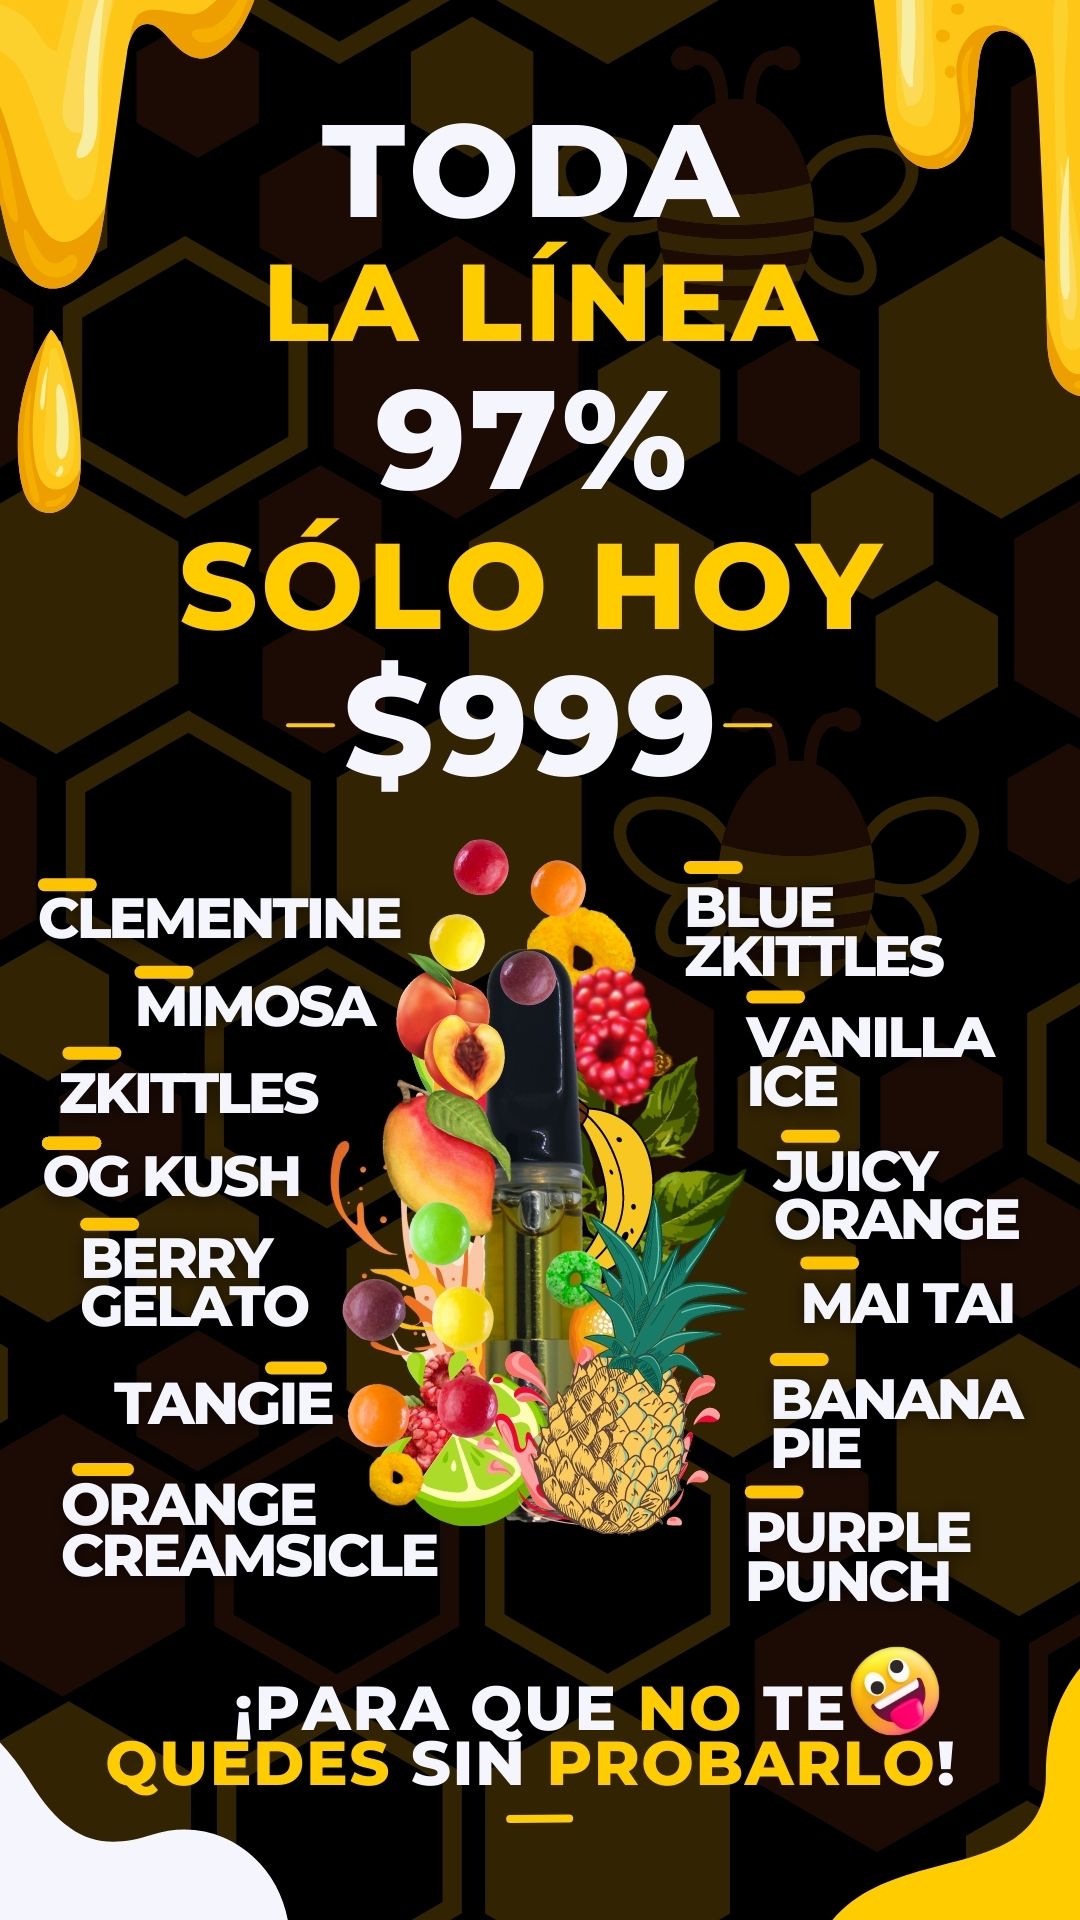 TODA
LA LÍNEA
97%
SÓLO HOY
$999
CLEMENTINE
MIMOSA
ZKITTLES
OG KUSH
BERRY
GELATO
TANGIE
ORANGE
CREAMSICLE
BLUE
ZKITTLES
VANILLA
ICE
JUICY
ORANGE
MAI TAI
BANANA
PIE
PURPLE
PUNCH
¡PARA QUE NO TE
QUEDES SIN PROBARLO!